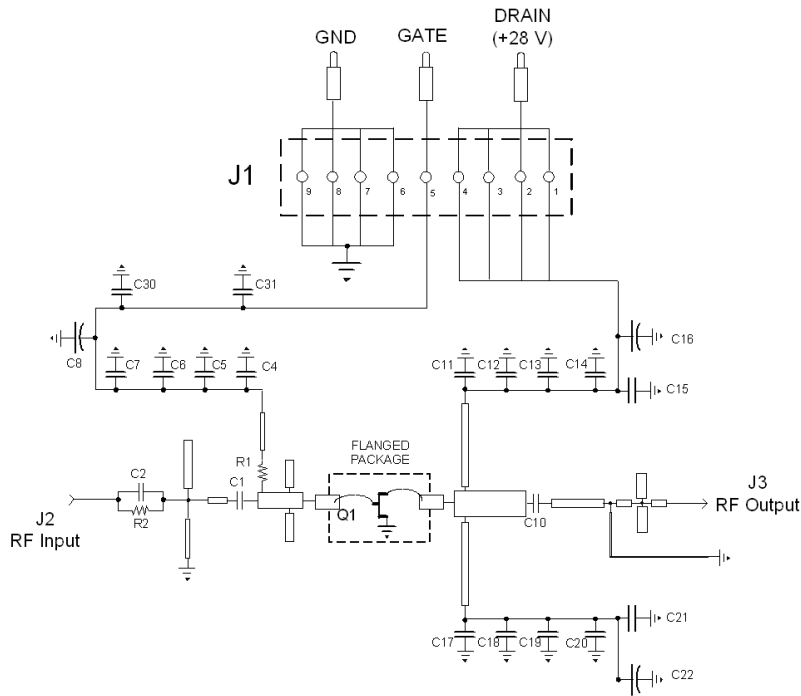 DRAIN
(+28 V)
GND
GATE
J1
9
8
7
6
5
4
3
2
1
C30
C31
C8
C7
C6
C5
C4
C11
C12
C13
C14
C16
C15
FLANGED
PACKAGE
R1
C2
R2
C1
Q1
C10
J2
RF Input
J3
RF Output
C17
C18
C19
C20
C21
C22